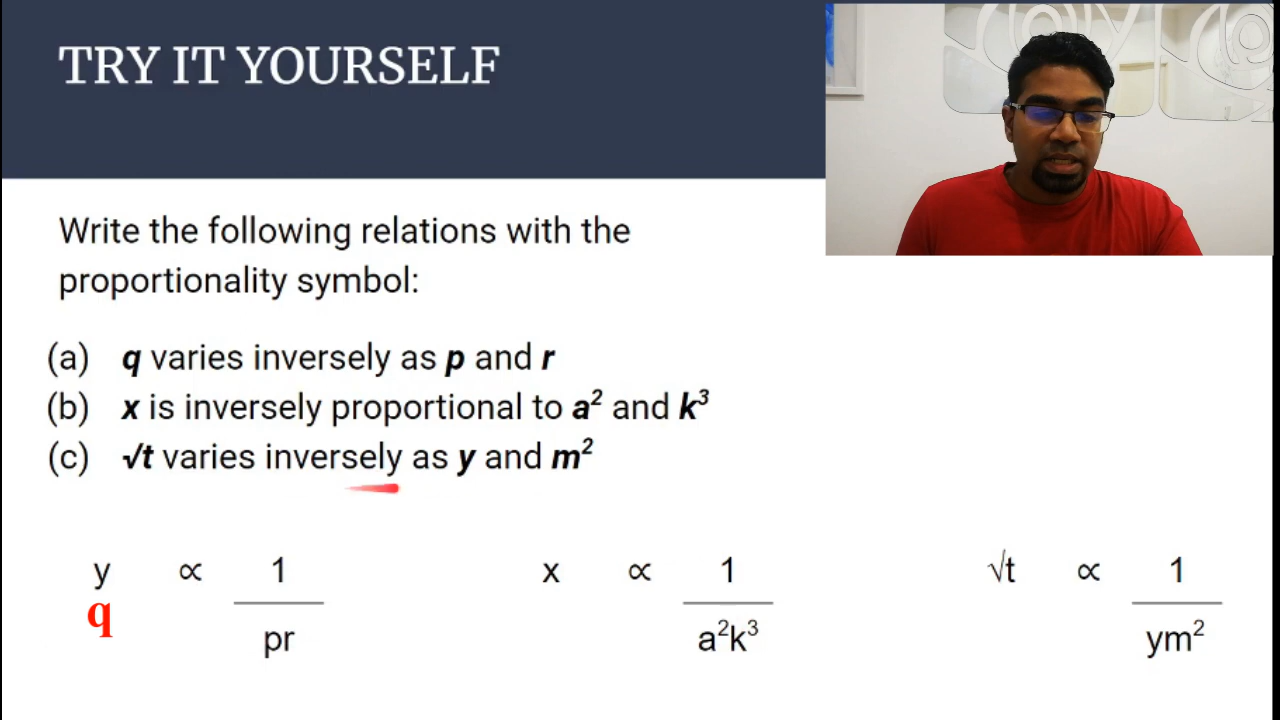 TRY IT YOURSELF
Write the following relations with the
proportionality symbol:
(a) q varies inversely as p and r
(b) x is inversely proportional to a² and k³
(c) √t varies inversely as y and m²
y ∝ 1
q
pr
x ∝ 1
a²k³
√t ∝ 1
ym²